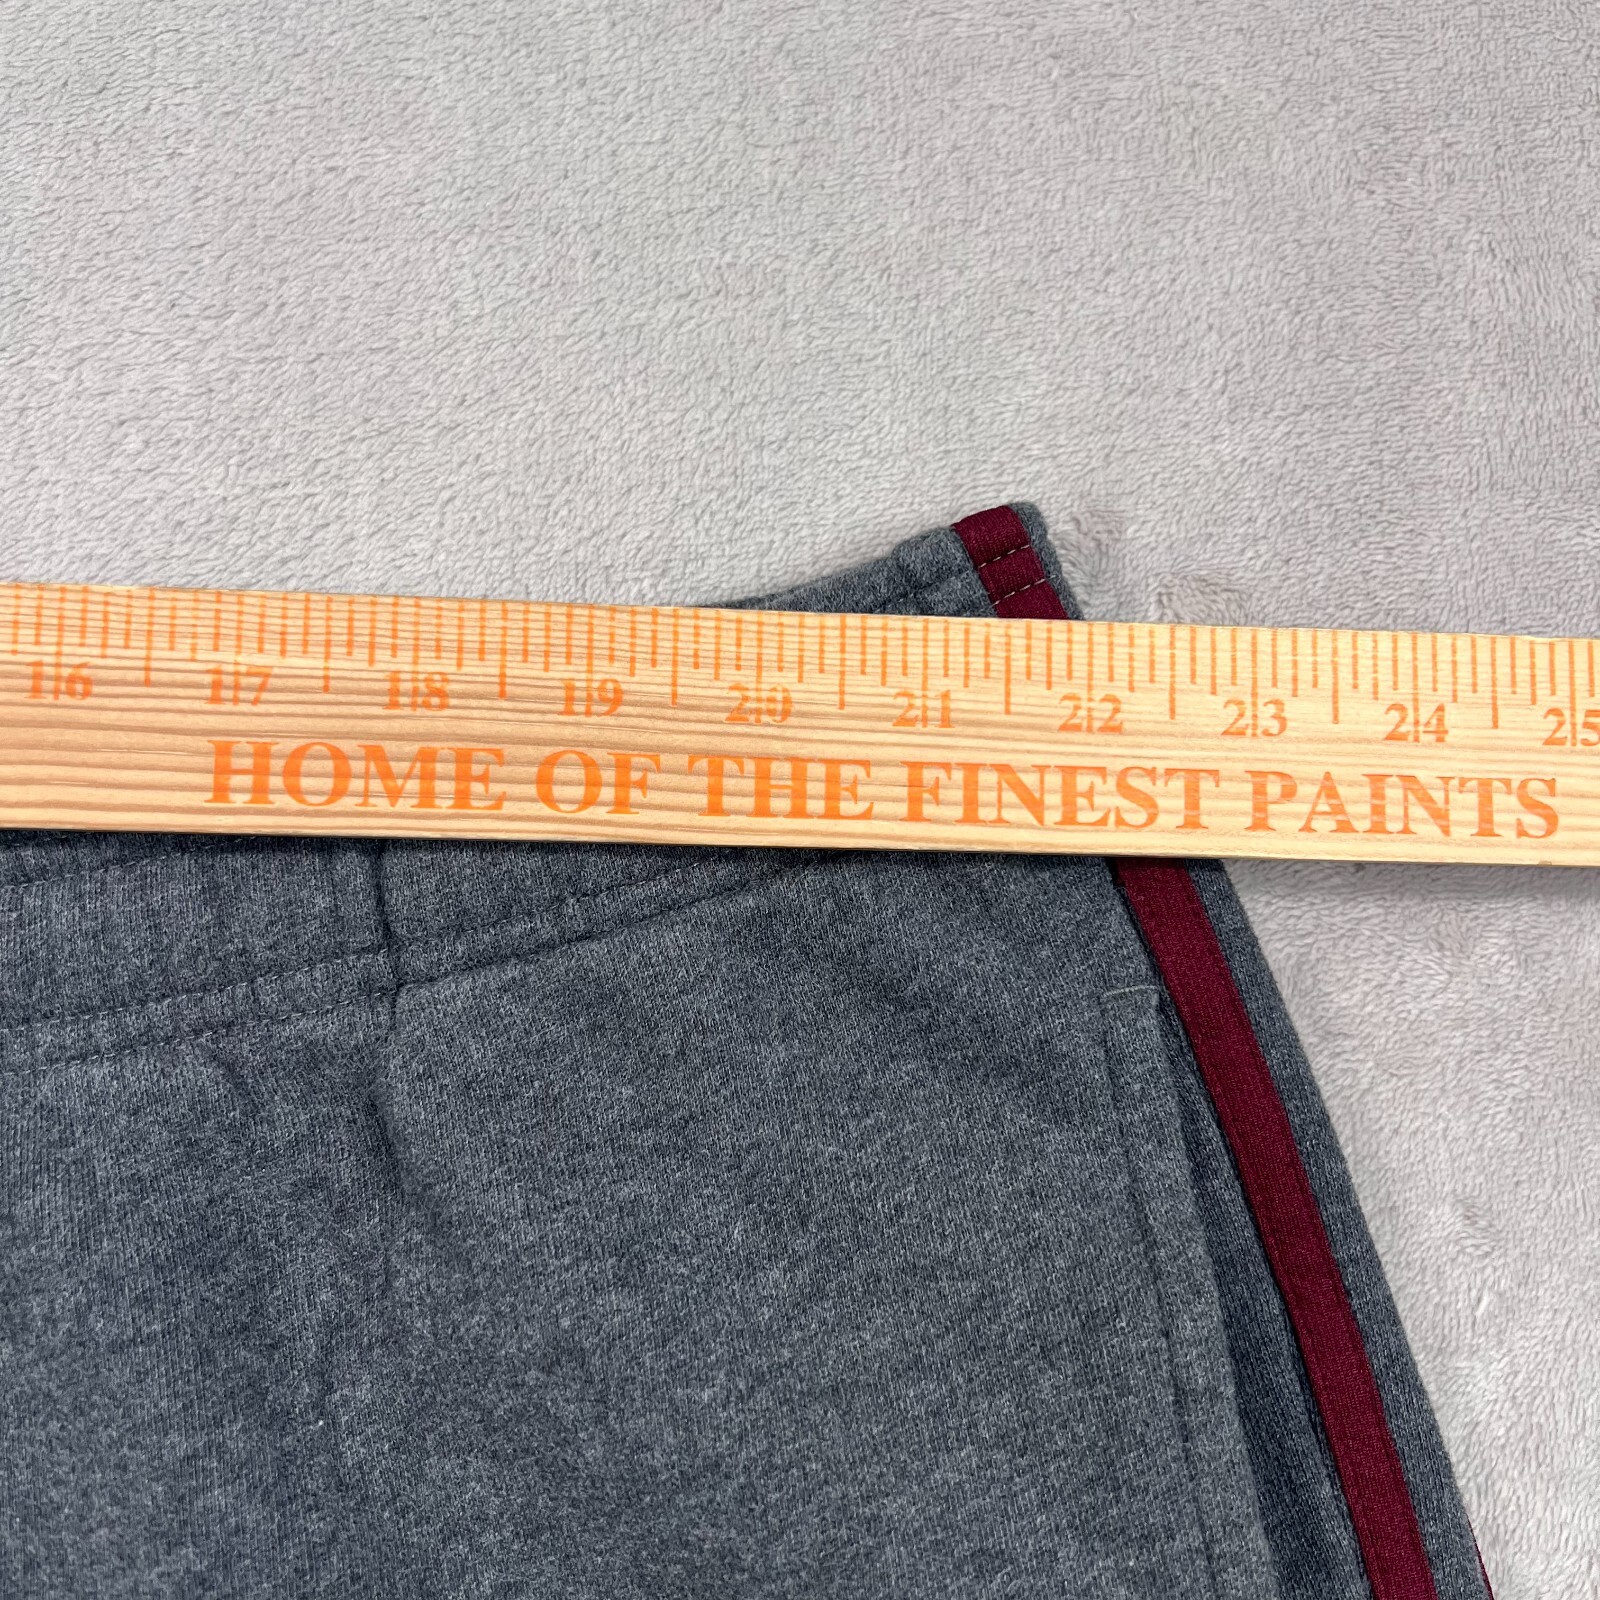 16 17 18 19 20 21 22 23 24 25
HOME OF THE FINEST PAINTS